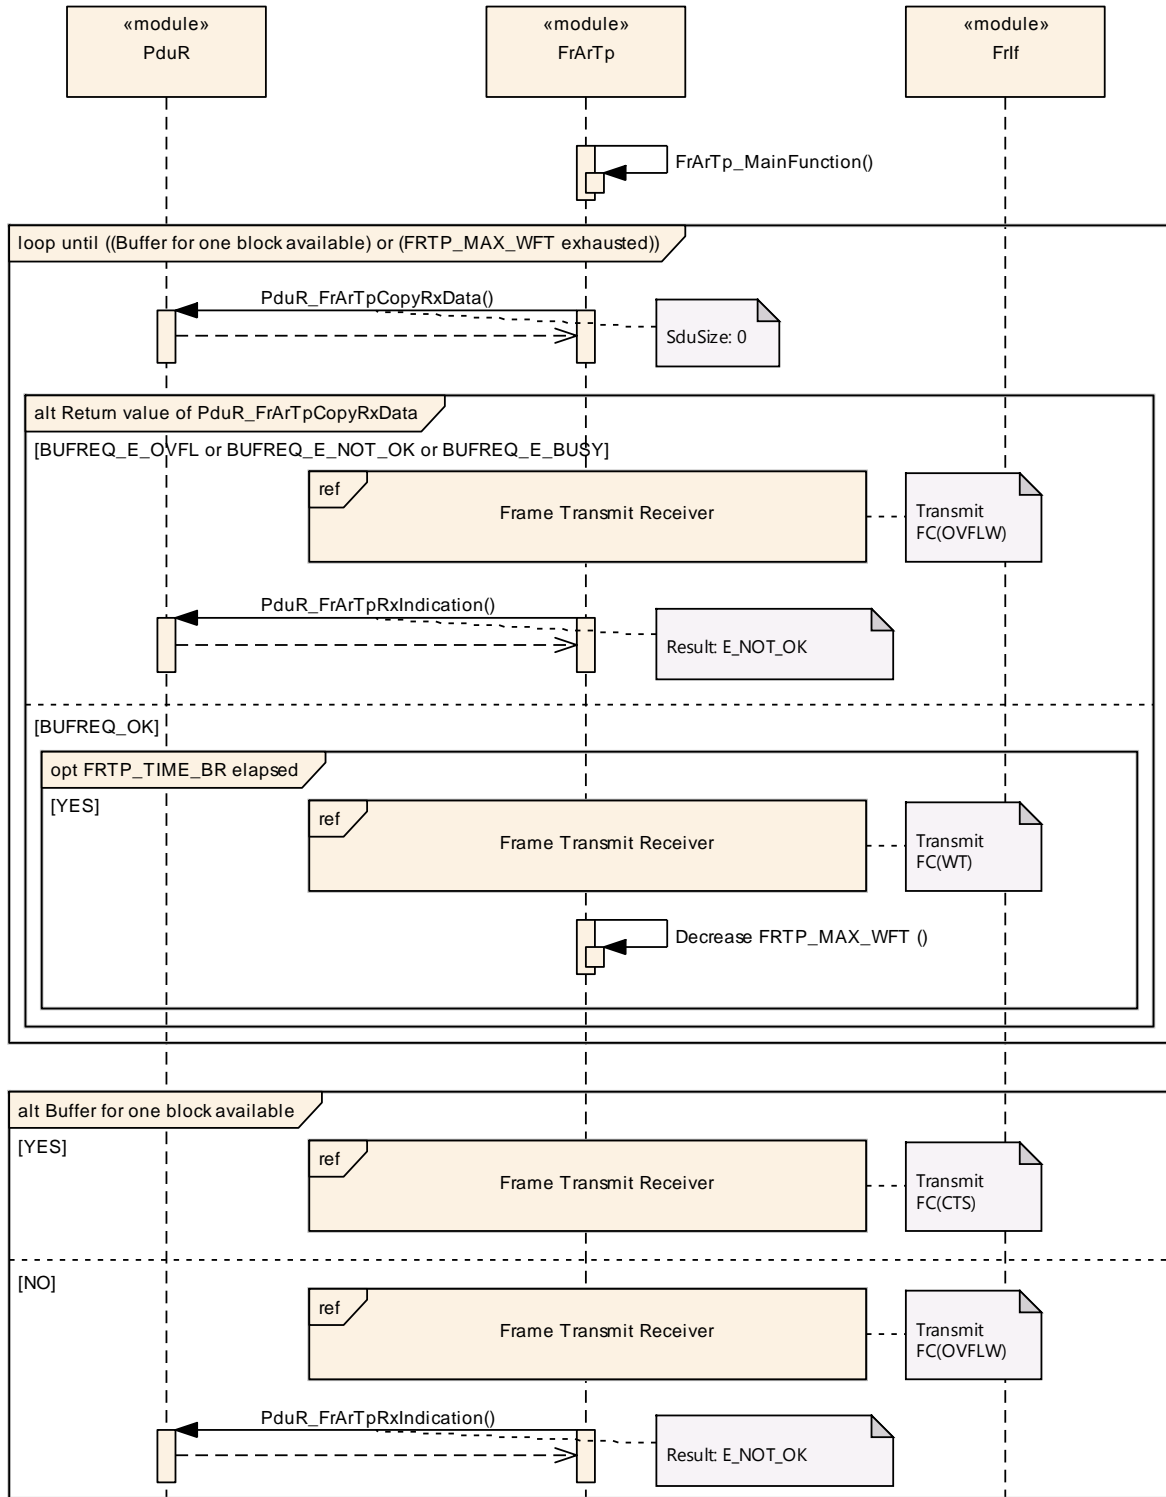 «module»
PduR
«module»
FrArTp
«module»
FrIf
FrArTp_MainFunction()
loop until ((Buffer for one block available) or (FRTP_MAX_WFT exhausted))
PduR_FrArTpCopyRxData()
SduSize: 0
alt Return value of PduR_FrArTpCopyRxData
[BUFREQ_E_OVFL or BUFREQ_E_NOT_OK or BUFREQ_E_BUSY]
ref
Frame Transmit Receiver
Transmit
FC(OVFLW)
PduR_FrArTpRxIndication()
Result: E_NOT_OK
[BUFREQ_OK]
opt FRTP_TIME_BR elapsed
[YES]
ref
Frame Transmit Receiver
Transmit
FC(WT)
Decrease FRTP_MAX_WFT ()
alt Buffer for one block available
[YES]
ref
Frame Transmit Receiver
Transmit
FC(CTS)
[NO]
ref
Frame Transmit Receiver
Transmit
FC(OVFLW)
PduR_FrArTpRxIndication()
Result: E_NOT_OK